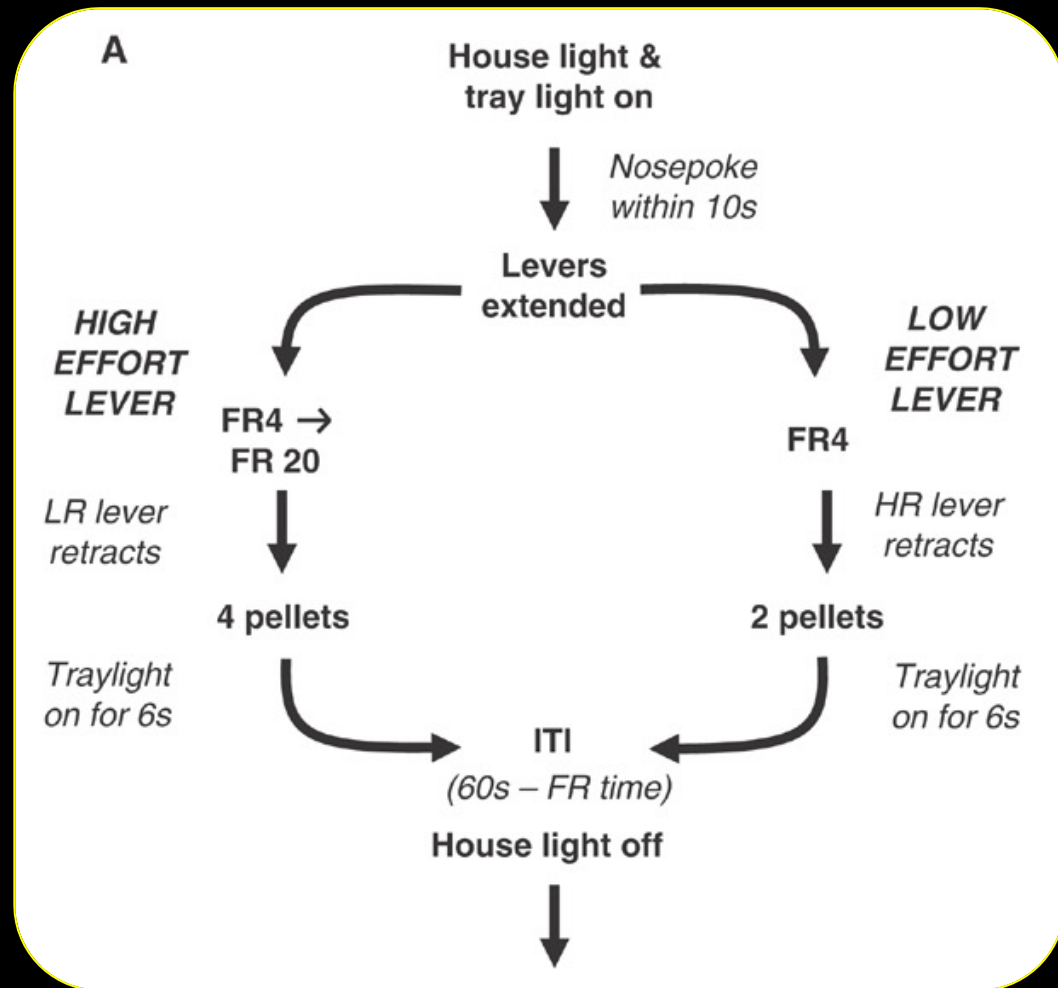 A
House light &
tray light on
Nosepoke
within 10s
Levers
extended
HIGH
EFFORT
LEVER
LOW
EFFORT
LEVER
FR4 →
FR 20
FR4
LR lever
retracts
HR lever
retracts
4 pellets
2 pellets
Traylight
on for 6s
Traylight
on for 6s
ITI
(60s – FR time)
House light off